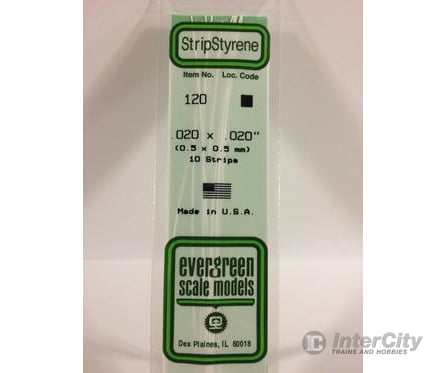 StripStyrene
Item No. Loc. Code
120
.020 x .020"
(0.5 x 0.5 mm)
10 Strips
Made in U.S.A.
evergreen
scale models
Des Plaines, IL 60018
InterCity
TRAINS AND HOBBIES